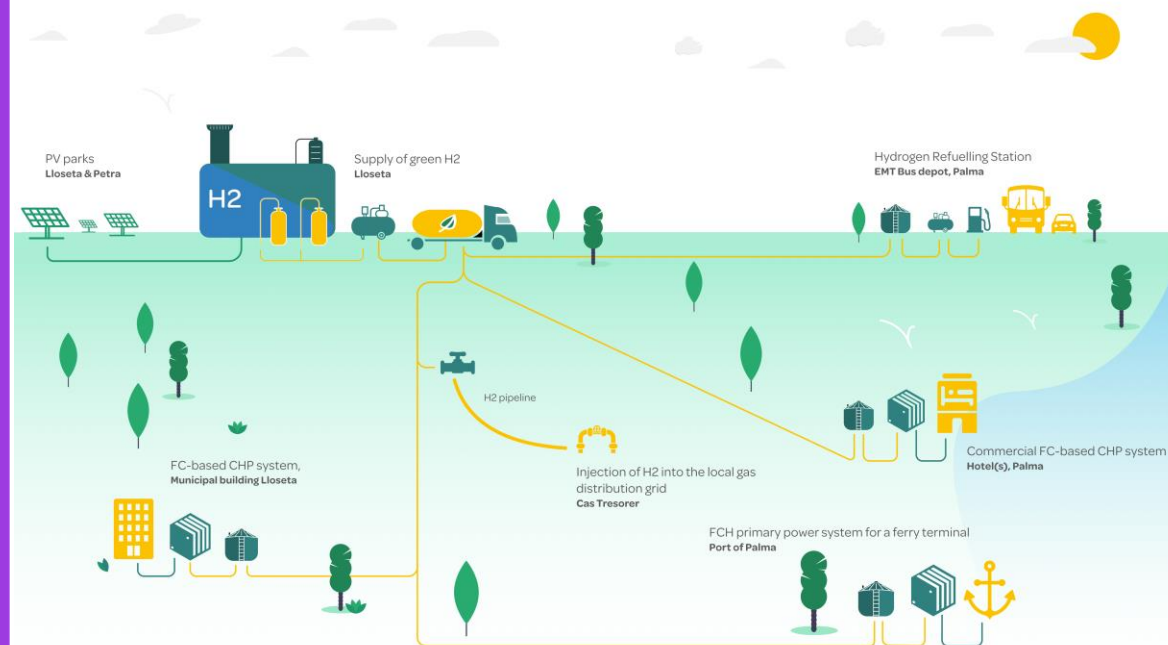 PV parks
Lloseta & Petra
H2
Supply of green H2
Lloseta
Hydrogen Refuelling Station
EMT Bus depot, Palma
H2 pipeline
Injection of H2 into the local gas
distribution grid
Cas Tresorer
Commercial FC-based CHP system
Hotel(s), Palma
FC-based CHP system,
Municipal building Lloseta
FCH primary power system for a ferry terminal
Port of Palma